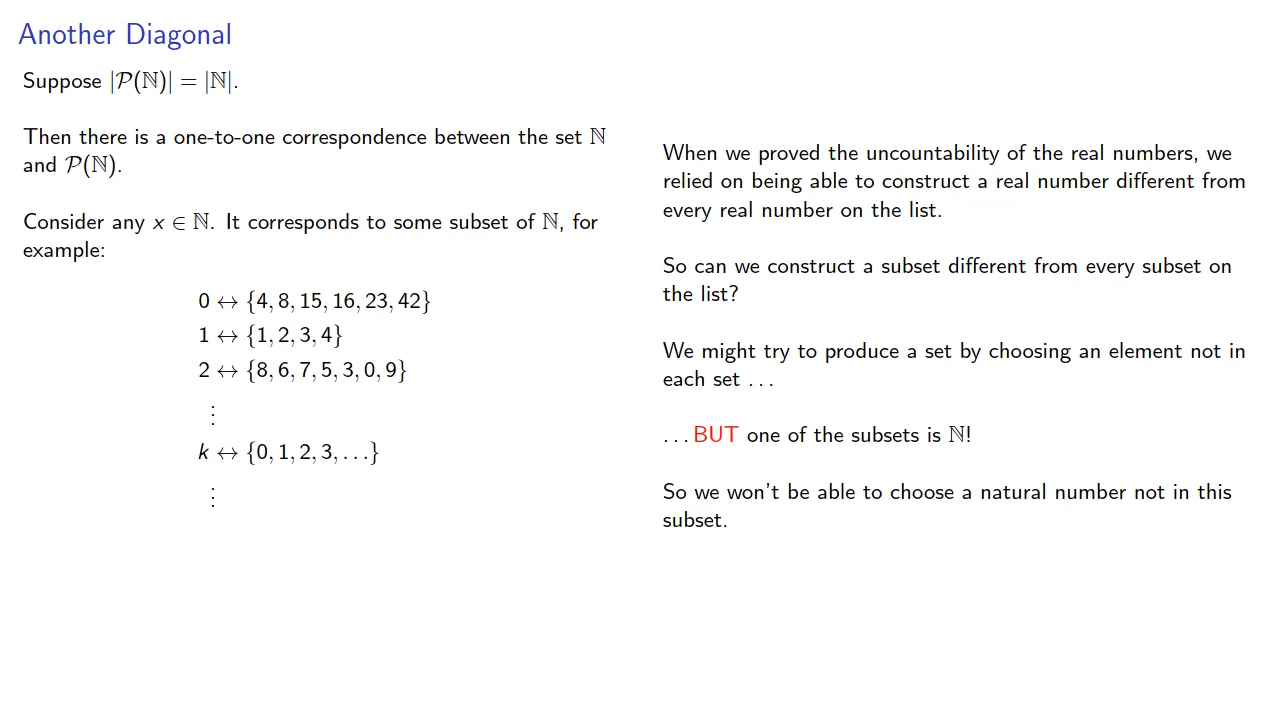 Another Diagonal
Suppose |𝒫(ℕ)| = |ℕ|.
Then there is a one-to-one correspondence between the set ℕ
and 𝒫(ℕ).
Consider any x ∈ ℕ. It corresponds to some subset of ℕ, for
example:
0 ↔ {4, 8, 15, 16, 23, 42}
1 ↔ {1, 2, 3, 4}
2 ↔ {8, 6, 7, 5, 3, 0, 9}
⋮
k ↔ {0, 1, 2, 3, . . .}
⋮
When we proved the uncountability of the real numbers, we
relied on being able to construct a real number different from
every real number on the list.
So can we construct a subset different from every subset on
the list?
We might try to produce a set by choosing an element not in
each set . . .
. . . BUT one of the subsets is ℕ!
So we won't be able to choose a natural number not in this
subset.